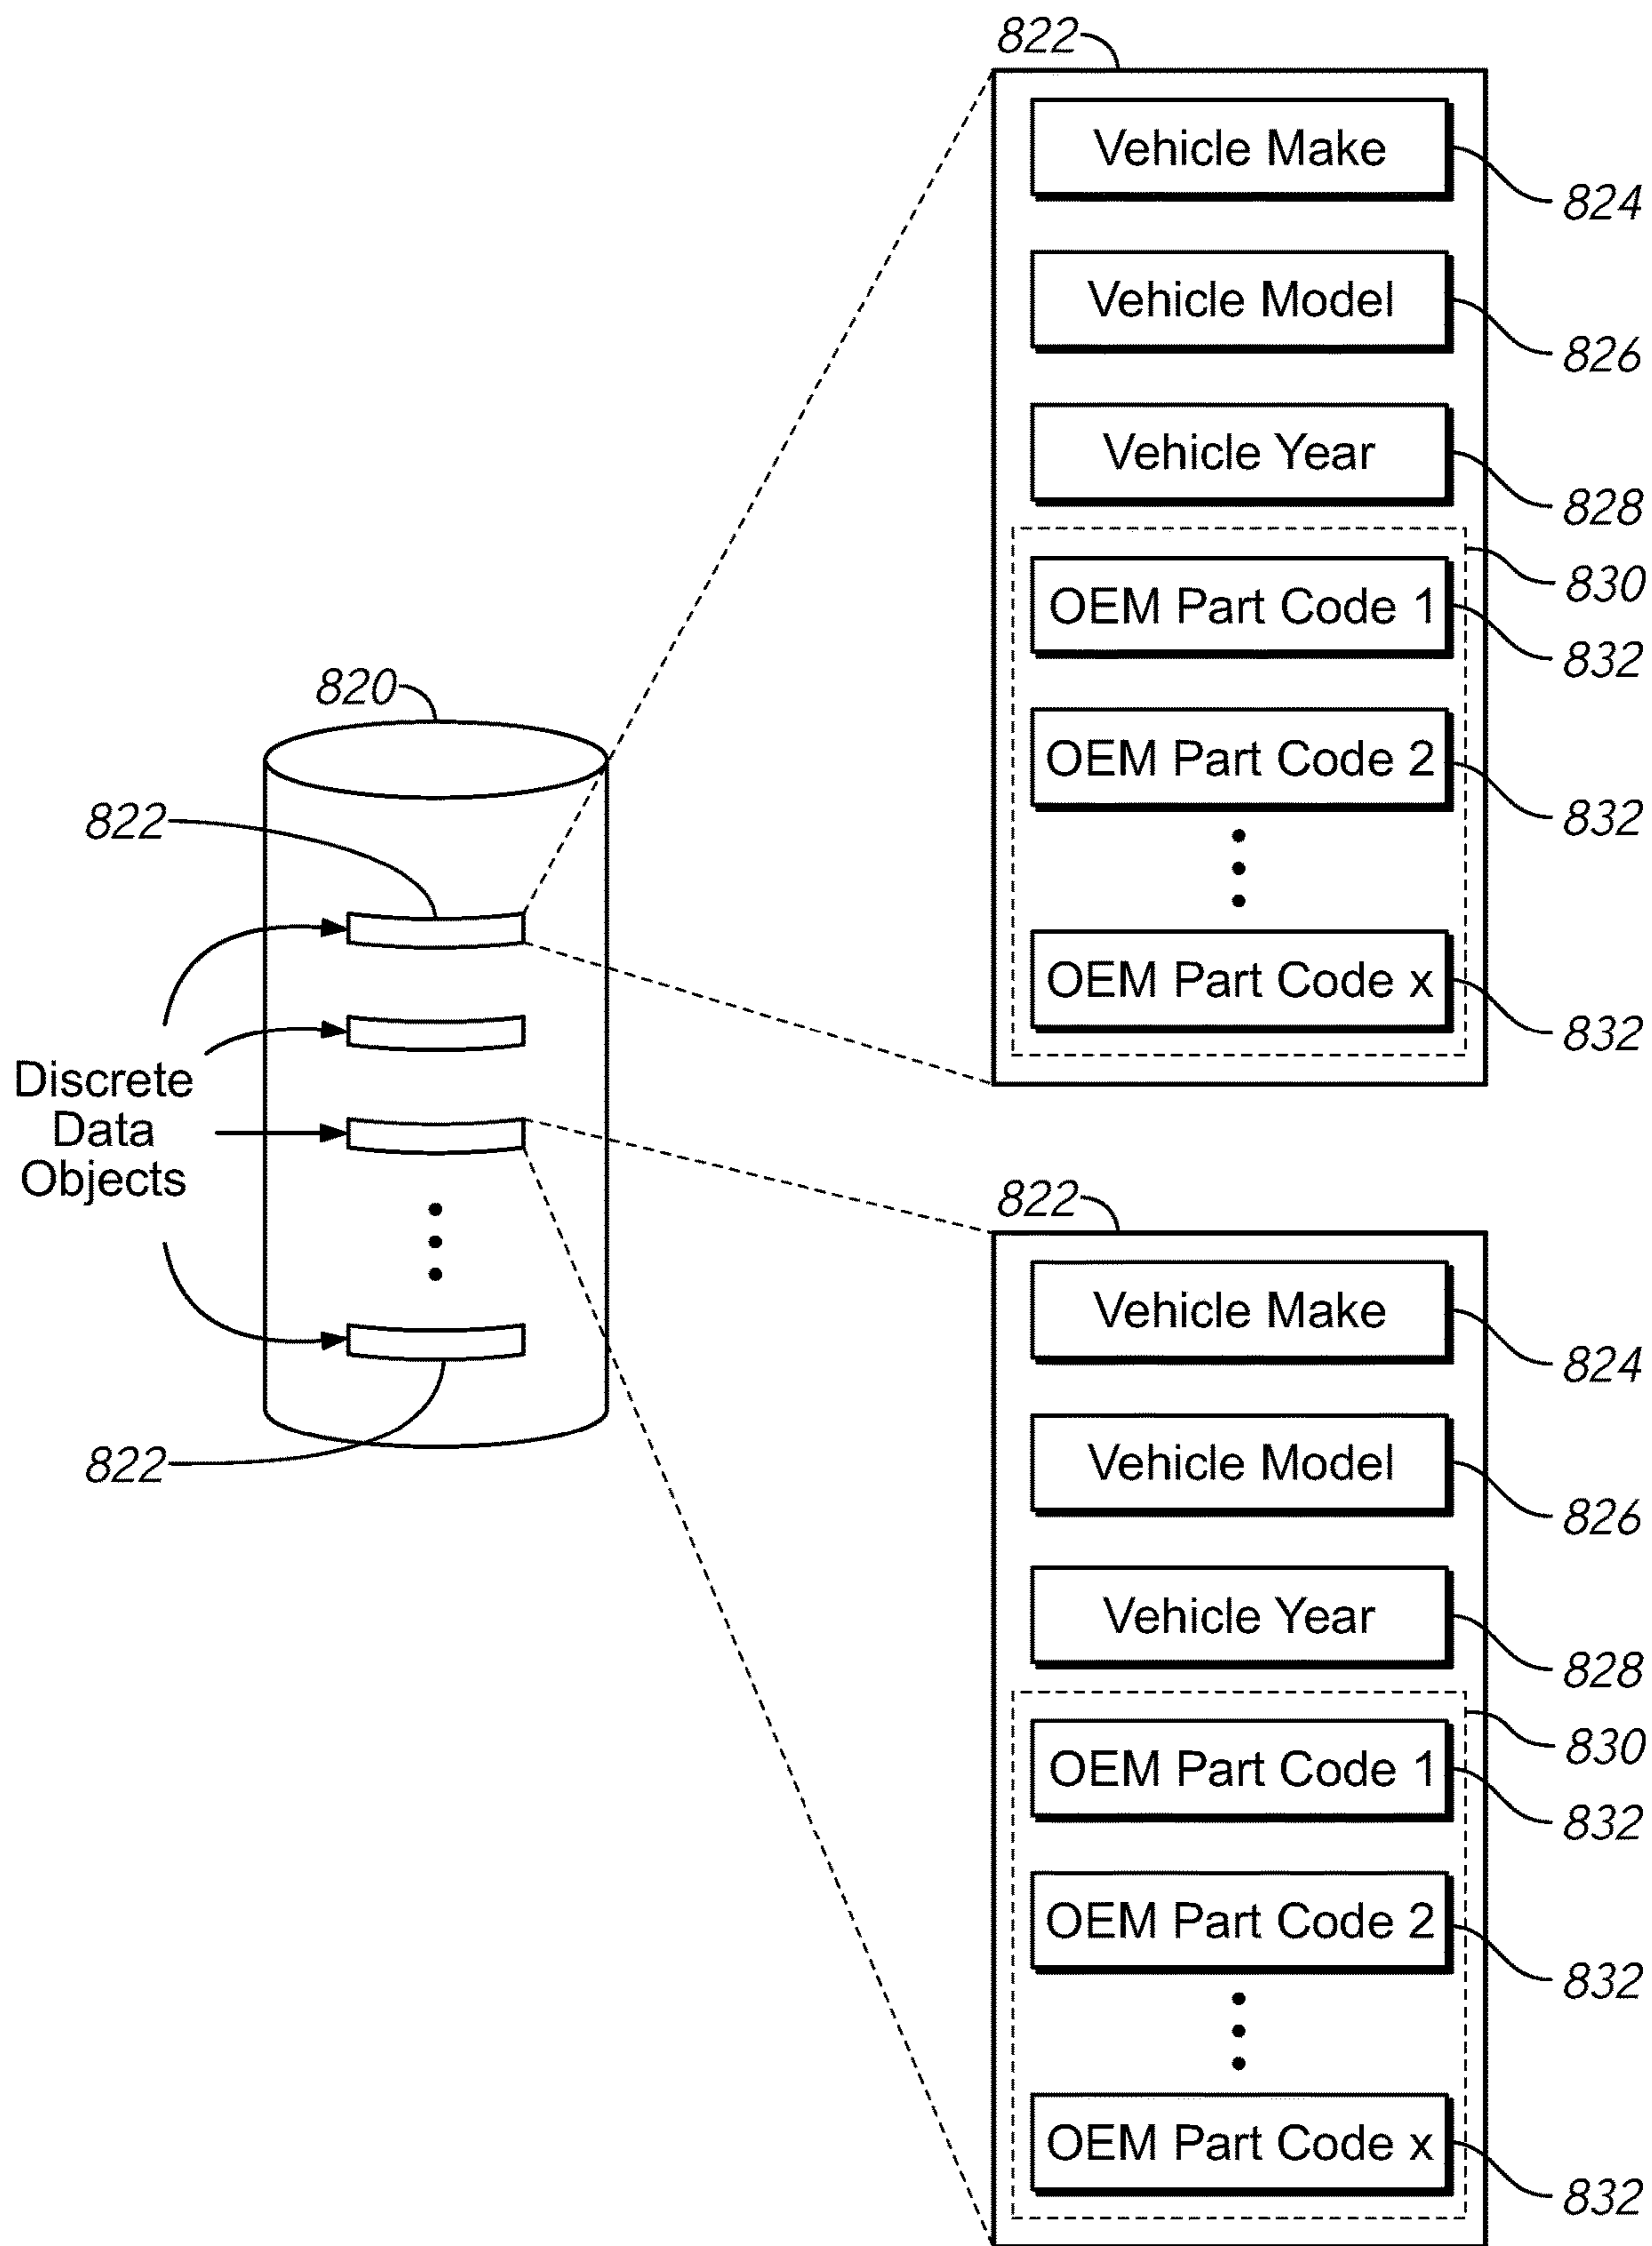 820
822
Discrete
Data
Objects
822
822
Vehicle Make
824
Vehicle Model
826
Vehicle Year
828
830
OEM Part Code 1
832
OEM Part Code 2
832
OEM Part Code x
832
822
Vehicle Make
824
Vehicle Model
826
Vehicle Year
828
830
OEM Part Code 1
832
OEM Part Code 2
832
OEM Part Code x
832